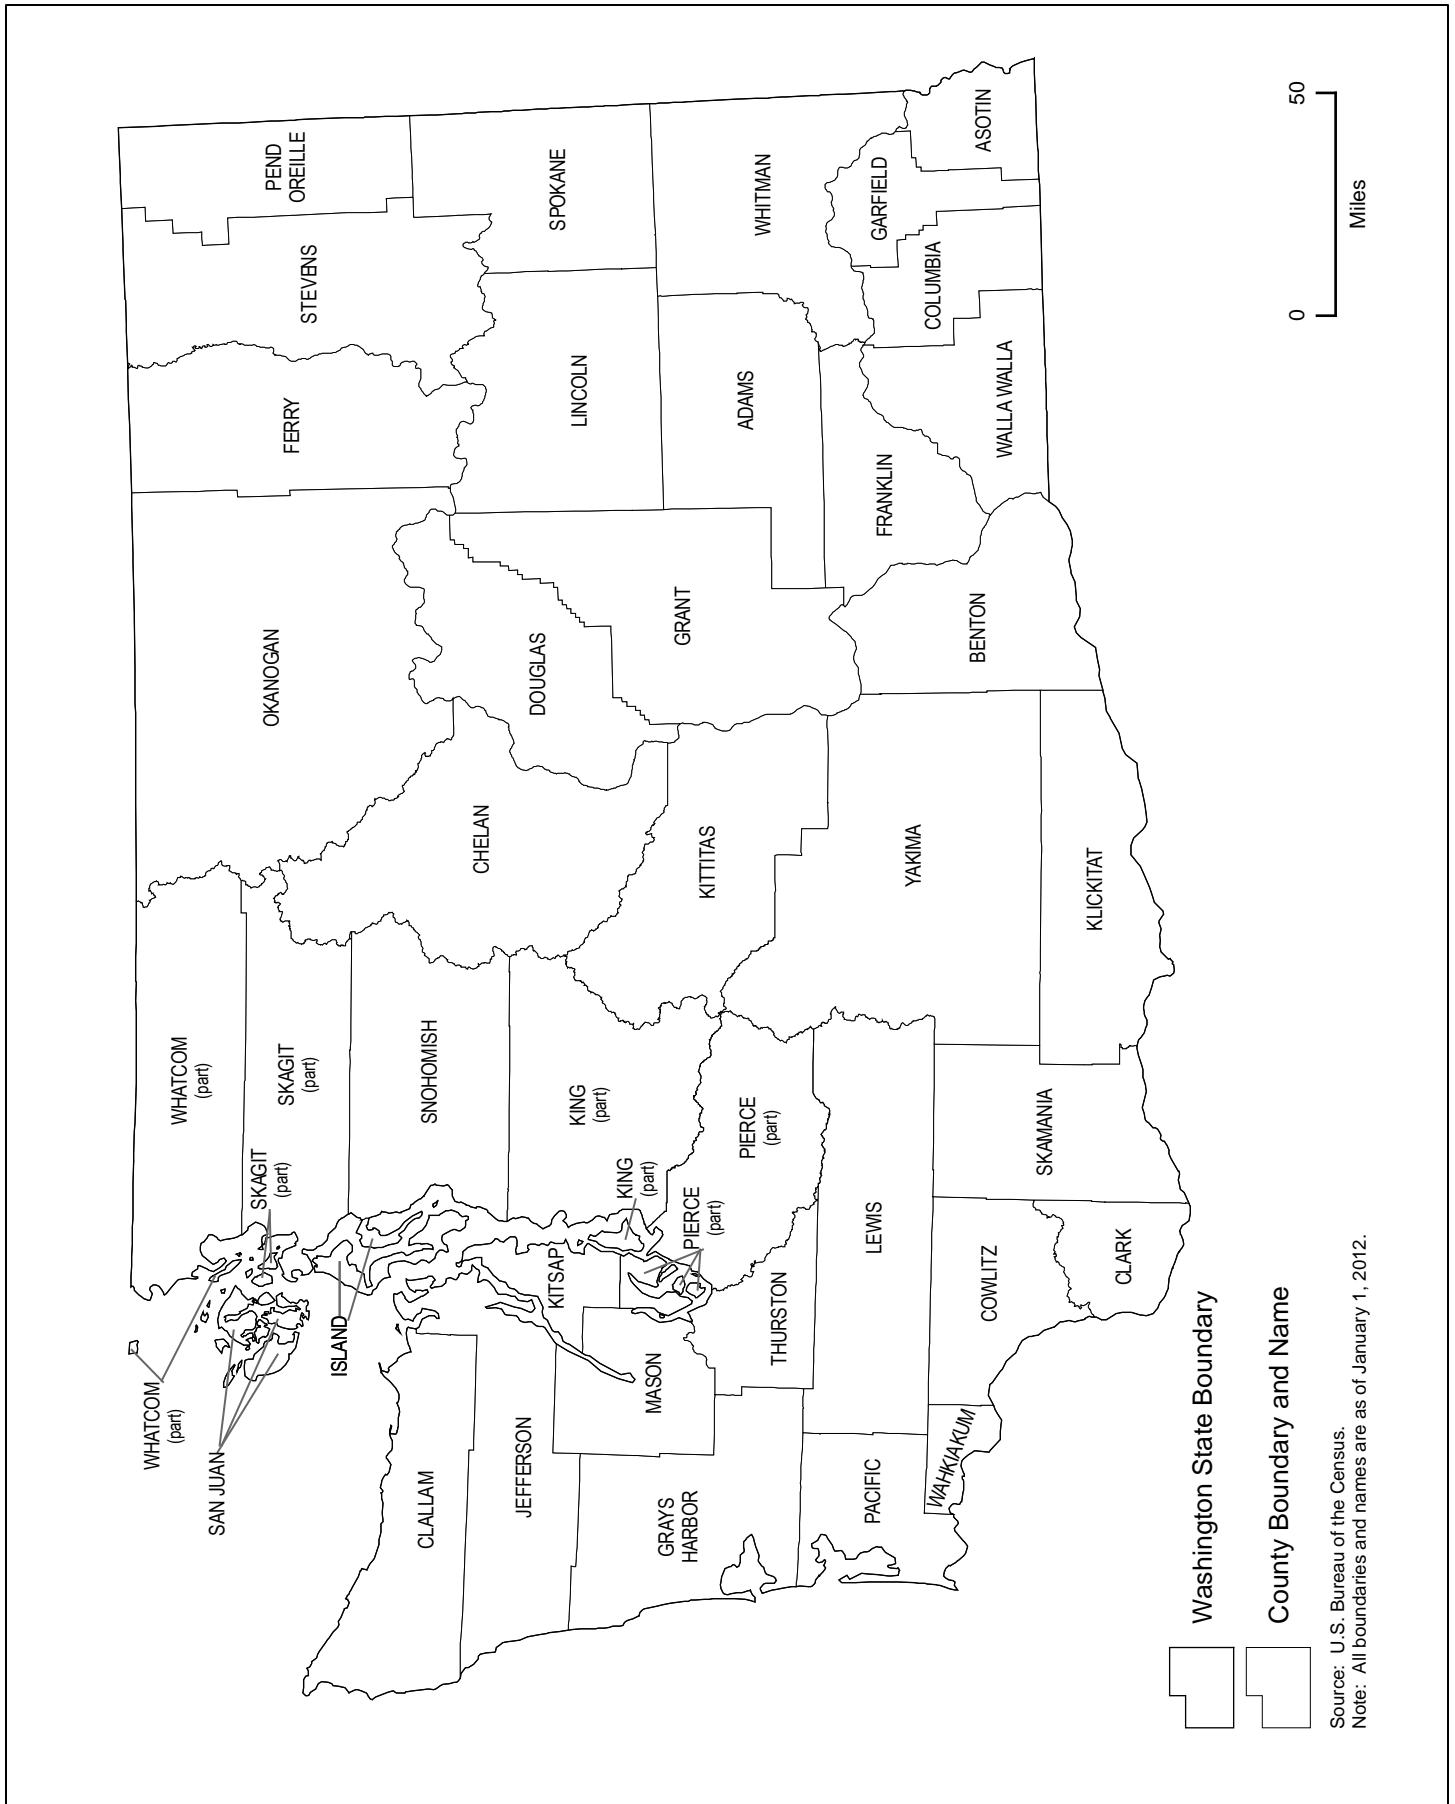 WHATCOM
(part)
SAN JUAN
WHATCOM
(part)
SKAGIT
(part)
SKAGIT
(part)
ISLAND
OKANOGAN
FERRY
STEVENS
PEND
OREILLE
CLALLAM
SNOHOMISH
CHELAN
JEFFERSON
KITSAP
KING
(part)
KING
(part)
DOUGLAS
LINCOLN
SPOKANE
GRAYS
HARBOR
MASON
PIERCE
(part)
PIERCE
(part)
KITTITAS
GRANT
ADAMS
WHITMAN
THURSTON
PACIFIC
LEWIS
YAKIMA
FRANKLIN
GARFIELD
COLUMBIA
WAHKIAKUM
COWLITZ
SKAMANIA
BENTON
WALLA WALLA
ASOTIN
CLARK
KLICKITAT
Washington State Boundary
County Boundary and Name
0 50
Miles
Source: U.S. Bureau of the Census.
Note: All boundaries and names are as of January 1, 2012.